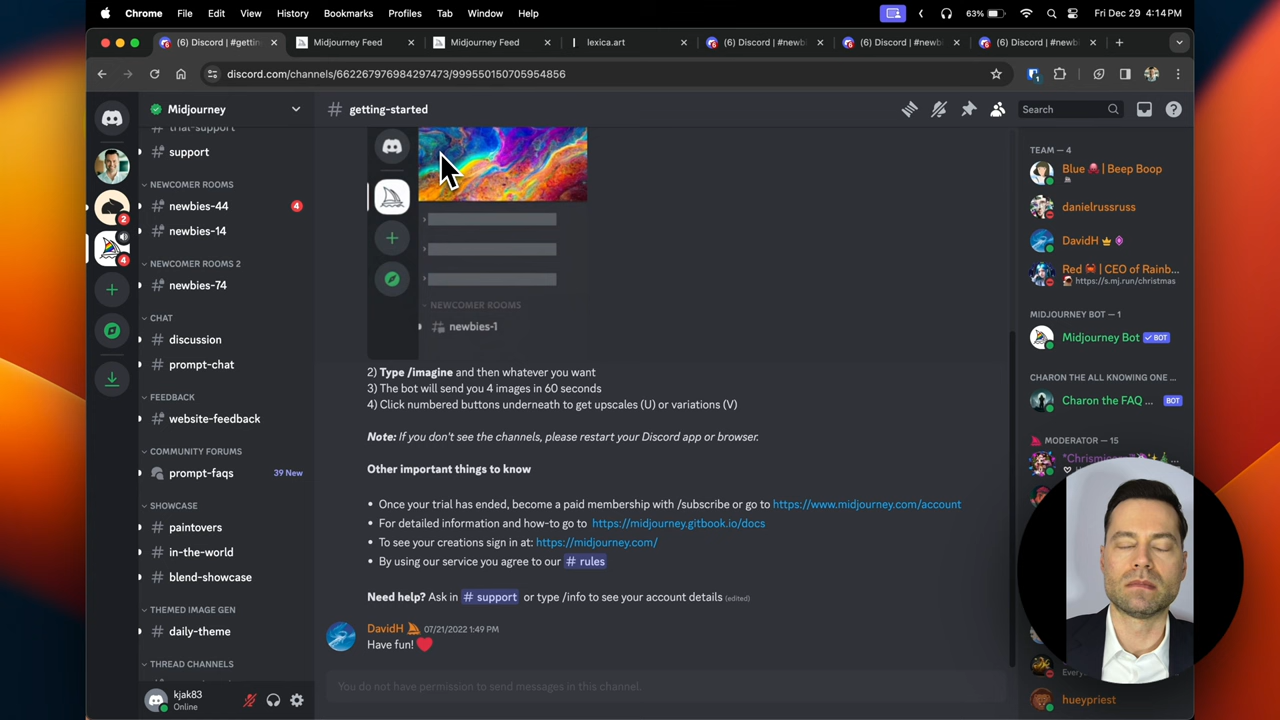 Chrome File Edit View History Bookmarks Profiles Tab Window Help 63% Fri Dec 29 4:14 PM
(6) Discord | #gettin Midjourney Feed Midjourney Feed lexica.art (6) Discord | #newbi (6) Discord | #newbi (6) Discord | #newbi
discord.com/channels/662267976984297473/999550150705954856
Midjourney
# getting-started
Search
trial-support
support
NEWCOMER ROOMS
newbies-44 4
newbies-14
NEWCOMER ROOMS 2
newbies-74
CHAT
discussion
prompt-chat
FEEDBACK
website-feedback
COMMUNITY FORUMS
prompt-faqs 39 New
SHOWCASE
paintovers
in-the-world
blend-showcase
THEMED IMAGE GEN
daily-theme
THREAD CHANNELS
kjak83
Online
2
4
NEWCOMER ROOMS
newbies-1
2) Type /imagine and then whatever you want
3) The bot will send you 4 images in 60 seconds
4) Click numbered buttons underneath to get upscales (U) or variations (V)
Note: If you don't see the channels, please restart your Discord app or browser.
Other important things to know
• Once your trial has ended, become a paid membership with /subscribe or go to https://www.midjourney.com/account
• For detailed information and how-to go to https://midjourney.gitbook.io/docs
• To see your creations sign in at: https://midjourney.com/
• By using our service you agree to our # rules
Need help? Ask in # support or type /info to see your account details (edited)
DavidH 07/21/2022 1:49 PM
Have fun! ❤️
You do not have permission to send messages in this channel.
TEAM — 4
Blue | Beep Boop
danielrussruss
DavidH
Red | CEO of Rainb...
https://s.mj.run/christmas
MIDJOURNEY BOT — 1
Midjourney Bot ✓ BOT
CHARON THE ALL KNOWING ONE ...
Charon the FAQ ... BOT
MODERATOR — 15
hueypriest